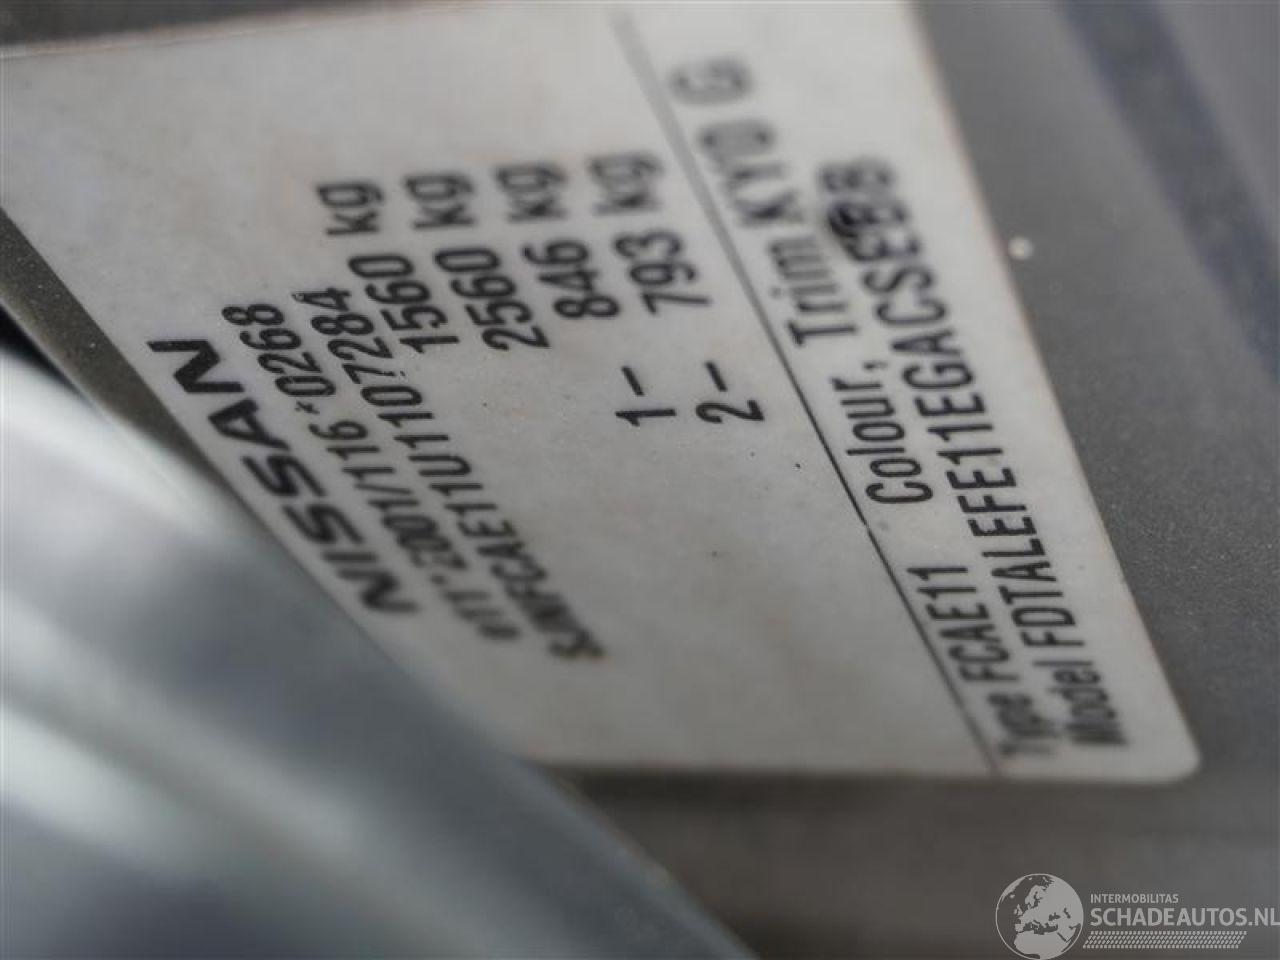 NISSAN
e11*2001/116*0268
SJNFCAE11U1107284
1560 kg
2560 kg
1- 846 kg
2- 793 kg
Type FCAE11 Colour, Trim KY0 G
Model FDTALEFE11EGACSEB8
INTERMOBILITAS
SCHADEAUTOS.NL